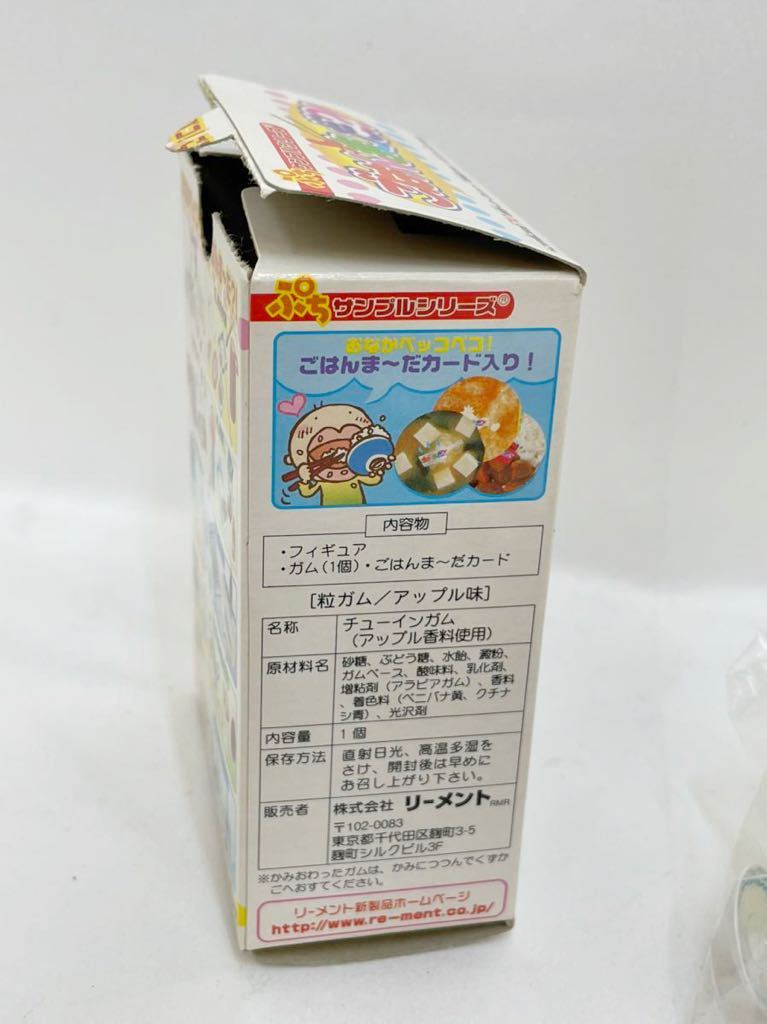 ぷちサンプルシリーズ®
おなかペッコペコ!
ごはんま〜だカード入り!
内容物
・フィギュア
・ガム(1個)・ごはんま〜だカード
[粒ガム/アップル味]
名称 チューインガム
(アップル香料使用)
原材料名 砂糖、ぶどう糖、水飴、澱粉、
ガムベース、酸味料、乳化剤、
増粘剤(アラビアガム)、香料
、着色料(ベニバナ黄、クチナ
シ青)、光沢剤
内容量 1個
保存方法 直射日光、高温多湿を
さけ、開封後は早めに
お召し上がり下さい。
販売者 株式会社 リーメント RMR
〒102-0083
東京都千代田区麹町3-5
麹町シルクビル3F
※かみおわったガムは、かみにつつんでくずか
ごへおすてください。
リーメント新製品ホームページ
http://www.re-ment.co.jp/